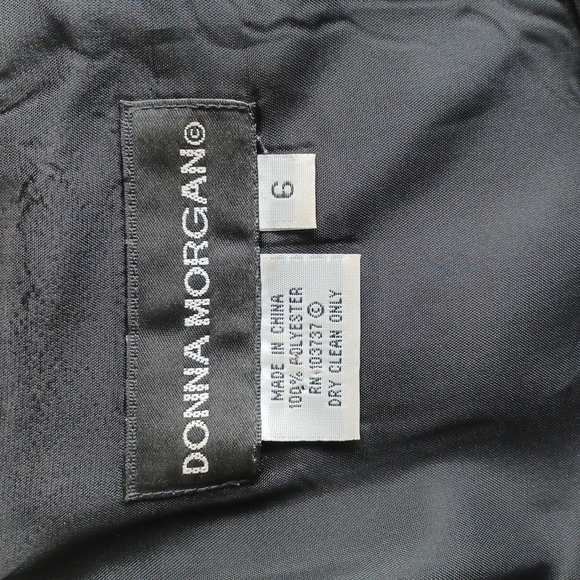 DONNA MORGAN©
6
MADE IN CHINA
100% POLYESTER
RN 103737 ©
DRY CLEAN ONLY